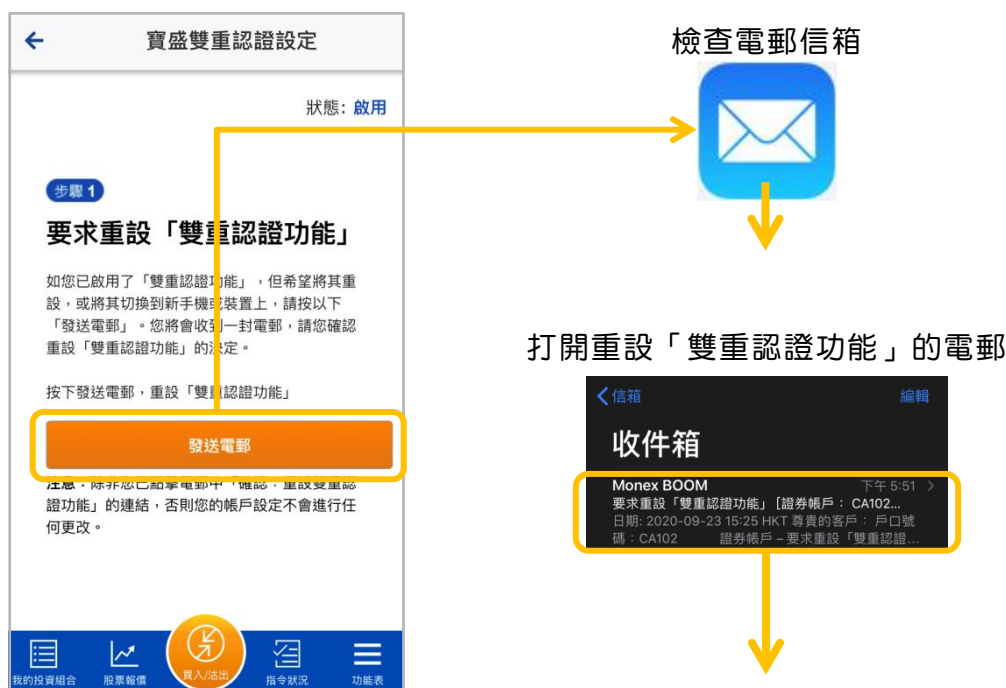 寶盛雙重認證設定
狀態: 啟用
步驟 1
要求重設「雙重認證功能」
如您已啟用了「雙重認證功能」，但希望將其重
設，或將其切換到新手機或裝置上，請按以下
「發送電郵」。您將會收到一封電郵，請您確認
重設「雙重認證功能」的決定。
按下發送電郵，重設「雙重認證功能」
發送電郵
注意：除非您已點擊電郵中「確認：重設雙重認
證功能」的連結，否則您的帳戶設定不會進行任
何更改。
我的投資組合
股票報價
買入/沽出
指令狀況
功能表
檢查電郵信箱
打開重設「雙重認證功能」的電郵
信箱
編輯
收件箱
Monex BOOM 下午 5:51
要求重設「雙重認證功能」[證券帳戶： CA102...
日期: 2020-09-23 15:25 HKT 尊貴的客戶： 戶口號
碼：CA102 證券帳戶 – 要求重設「雙重認證...